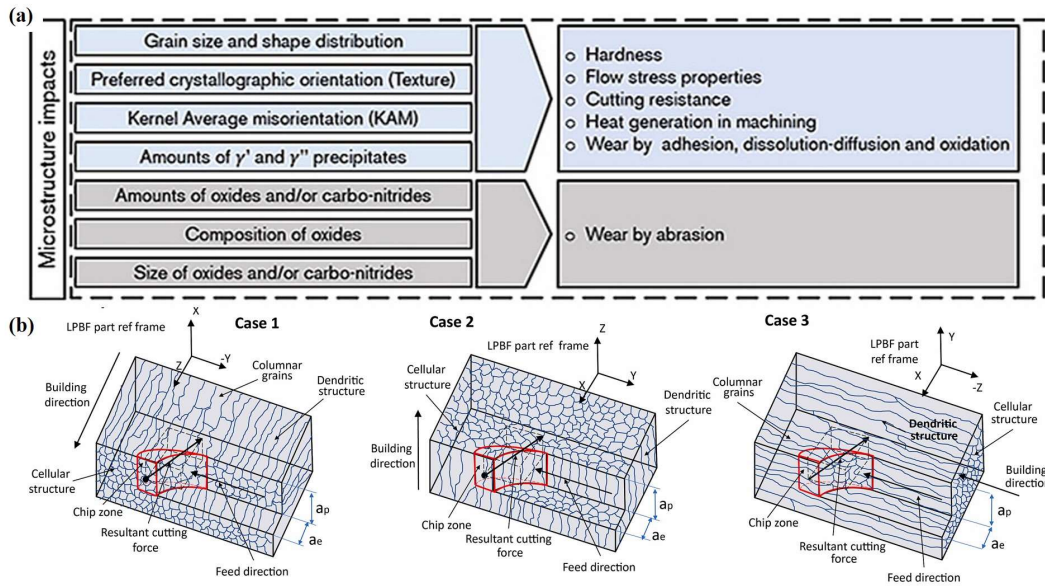 (a)
Microstructure impacts
Grain size and shape distribution
Preferred crystallographic orientation (Texture)
Kernel Average misorientation (KAM)
Amounts of γ' and γ'' precipitates
Amounts of oxides and/or carbo-nitrides
Composition of oxides
Size of oxides and/or carbo-nitrides
Hardness
Flow stress properties
Cutting resistance
Heat generation in machining
Wear by adhesion, dissolution-diffusion and oxidation
Wear by abrasion
(b)
Case 1
LPBF part ref frame
X
-Y
Z
Building
direction
Columnar
grains
Dendritic
structure
Cellular
structure
Chip zone
Resultant cutting
force
Feed direction
ap
ae
Case 2
LPBF part ref frame
Z
Y
X
Cellular
structure
Dendritic
structure
Building
direction
Chip zone
Resultant cutting
force
Feed direction
ap
ae
Case 3
LPBF part
ref frame
Y
X
-Z
Columnar
grains
Dendritic
structure
Cellular
structure
Building
direction
Chip zone
Resultant cutting
force
Feed direction
ap
ae